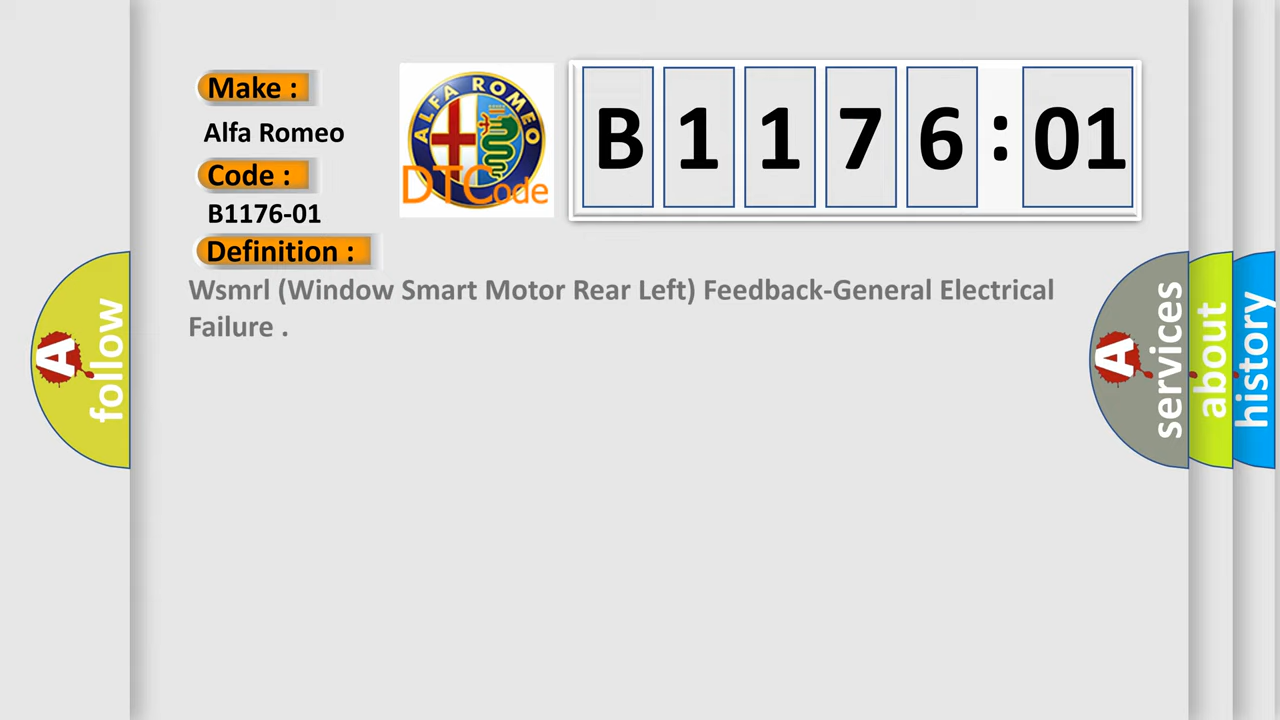 Make :
Alfa Romeo
Code :
B1176-01
Definition :
Wsmrl (Window Smart Motor Rear Left) Feedback-General Electrical
Failure .
ALFA ROMEO
DTCode
B 1 1 7 6 : 01
A follow
A services
about
history